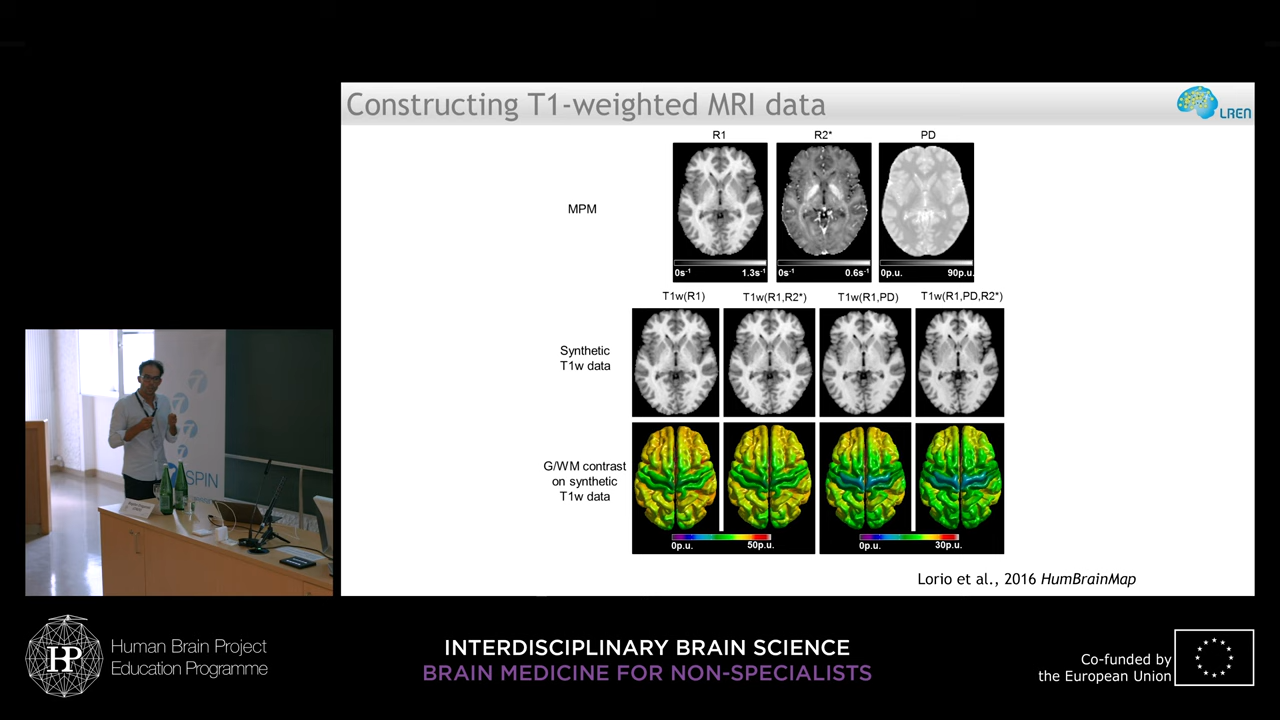 Constructing T1-weighted MRI data
LREN
R1
R2*
PD
MPM
0s-1
1.3s-1
0s-1
0.6s-1
0p.u.
90p.u.
T1w(R1)
T1w(R1,R2*)
T1w(R1,PD)
T1w(R1,PD,R2*)
Synthetic
T1w data
G/WM contrast
on synthetic
T1w data
0p.u.
50p.u.
0p.u.
30p.u.
Lorio et al., 2016 HumBrainMap
SPIN
HP
Human Brain Project
Education Programme
INTERDISCIPLINARY BRAIN SCIENCE
BRAIN MEDICINE FOR NON-SPECIALISTS
Co-funded by
the European Union